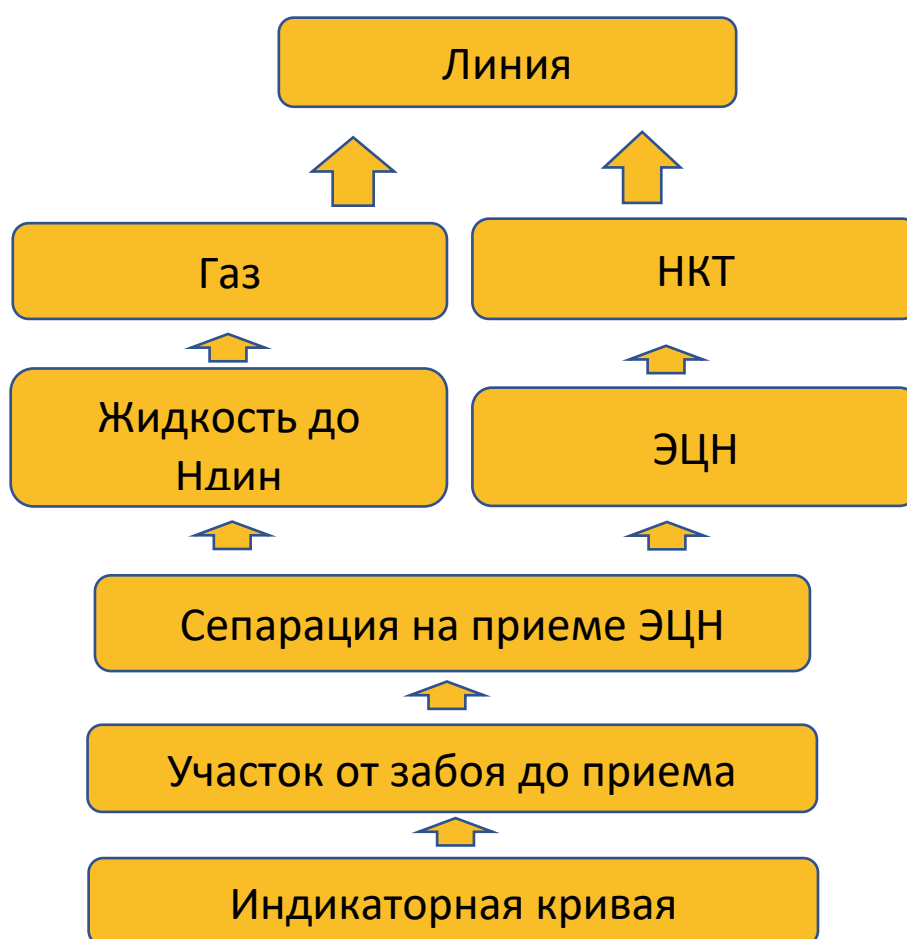 Линия
Газ
НКТ
Жидкость до
Ндин
ЭЦН
Сепарация на приеме ЭЦН
Участок от забоя до приема
Индикаторная кривая